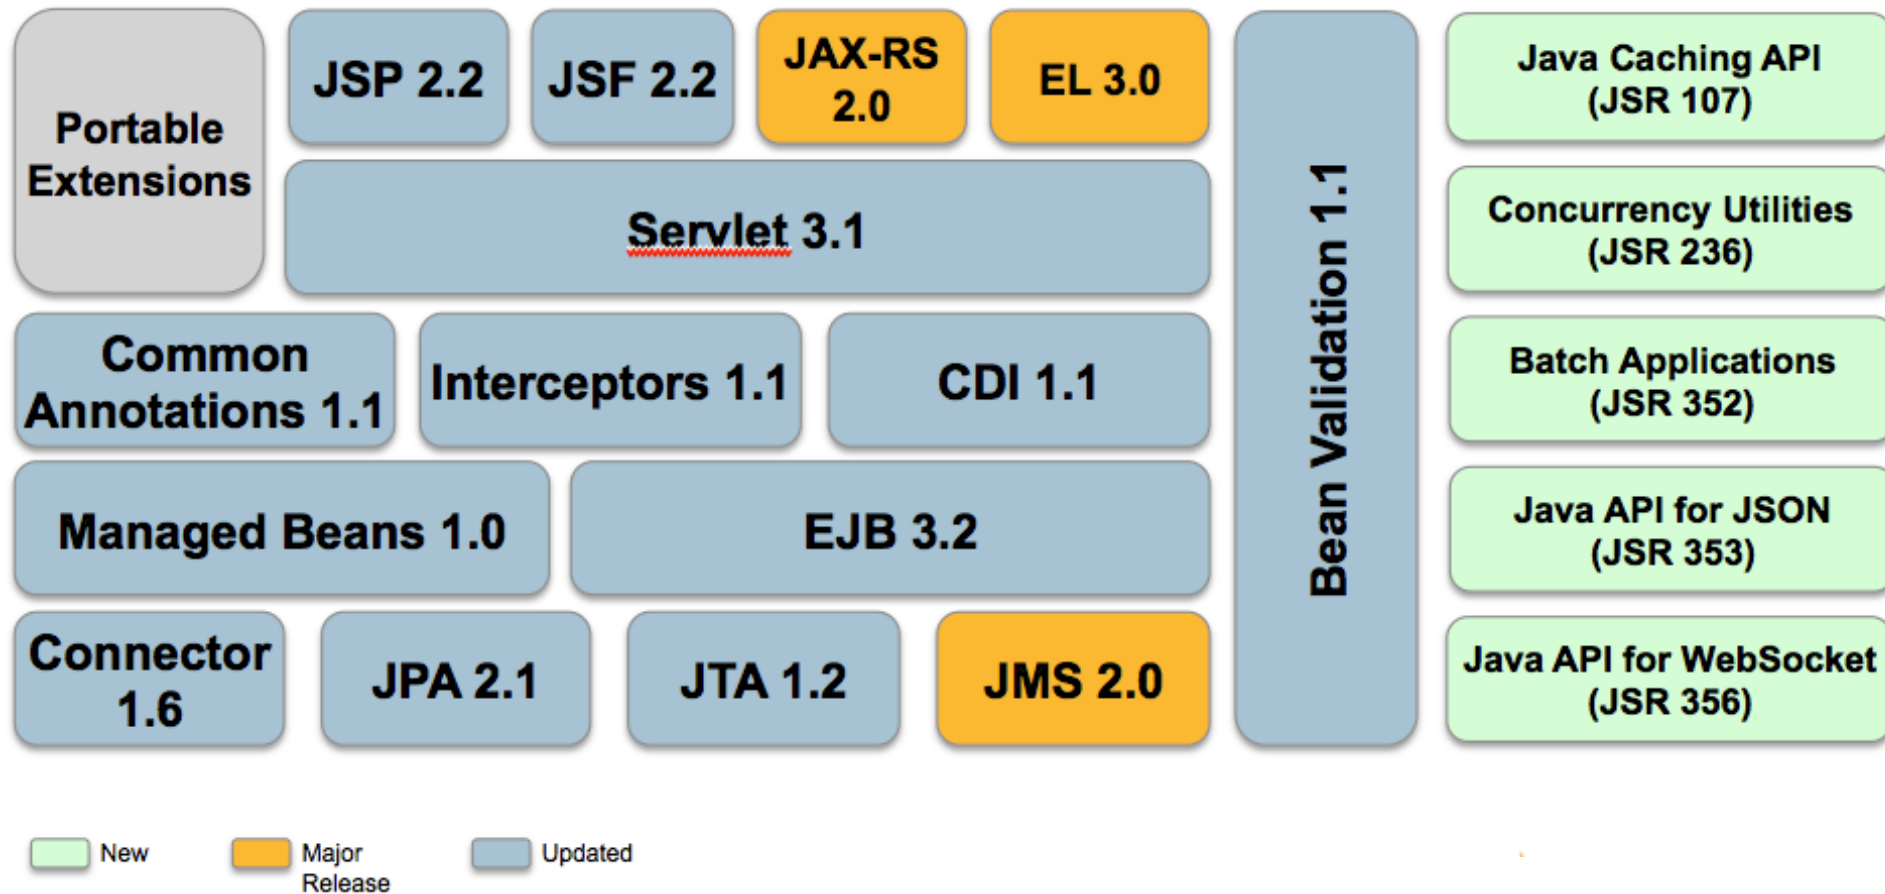 Portable
Extensions
JSP 2.2
JSF 2.2
JAX-RS
2.0
EL 3.0
Servlet 3.1
Common
Annotations 1.1
Interceptors 1.1
CDI 1.1
Managed Beans 1.0
EJB 3.2
Connector
1.6
JPA 2.1
JTA 1.2
JMS 2.0
Bean Validation 1.1
Java Caching API
(JSR 107)
Concurrency Utilities
(JSR 236)
Batch Applications
(JSR 352)
Java API for JSON
(JSR 353)
Java API for WebSocket
(JSR 356)
New
Major
Release
Updated